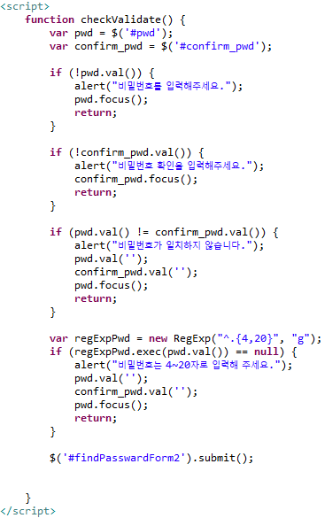 <script>
function checkValidate() {
var pwd = $('#pwd');
var confirm_pwd = $('#confirm_pwd');
if (!pwd.val()) {
alert("비밀번호를 입력해주세요.");
pwd.focus();
return;
}
if (!confirm_pwd.val()) {
alert("비밀번호 확인을 입력해주세요.");
confirm_pwd.focus();
return;
}
if (pwd.val() != confirm_pwd.val()) {
alert("비밀번호가 일치하지 않습니다.");
pwd.val('');
confirm_pwd.val('');
pwd.focus();
return;
}
var regExpPwd = new RegExp("^.{4,20}", "g");
if (regExpPwd.exec(pwd.val()) == null) {
alert("비밀번호는 4~20자로 입력해 주세요.");
pwd.val('');
confirm_pwd.val('');
pwd.focus();
return;
}
$('#findPasswardForm2').submit();
}
</script>